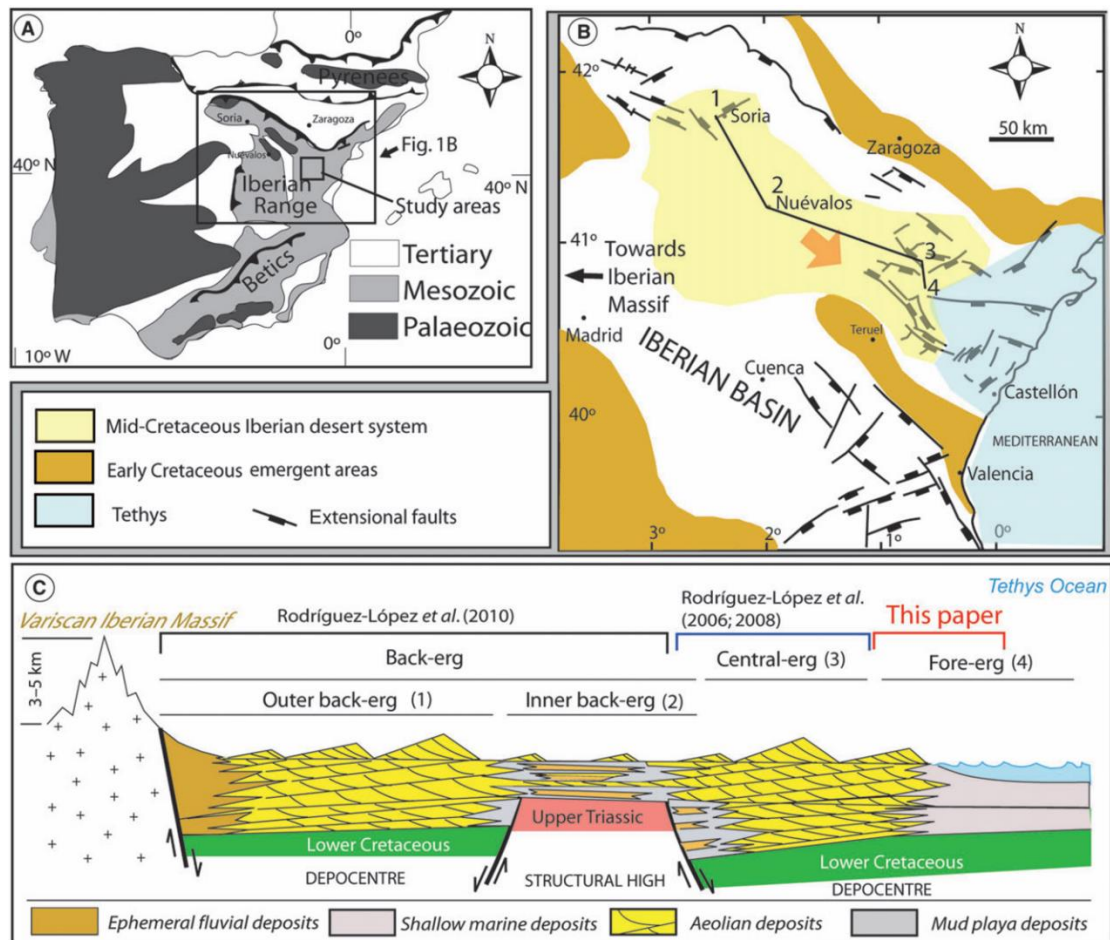 A
0º
N
Pyrenees
Soria
Zaragoza
Nuévalos
Fig. 1B
40º N
40º N
Iberian
Range
Study areas
Betics
Tertiary
Mesozoic
Palaeozoic
10º W
0º
B
N
42º
1
Soria
50 km
Zaragoza
2
Nuévalos
41º
Towards
Iberian
Massif
3
4
Madrid
Teruel
IBERIAN BASIN
Cuenca
Castellón
40º
MEDITERRANEAN
Valencia
3º
2º
1º
0º
Mid-Cretaceous Iberian desert system
Early Cretaceous emergent areas
Tethys
Extensional faults
C
Tethys Ocean
Variscan Iberian Massif
Rodríguez-López et al. (2010)
Rodríguez-López et al.
(2006; 2008)
This paper
3–5 km
Back-erg
Central-erg (3)
Fore-erg (4)
Outer back-erg (1)
Inner back-erg (2)
Upper Triassic
Lower Cretaceous
Lower Cretaceous
DEPOCENTRE
STRUCTURAL HIGH
DEPOCENTRE
Ephemeral fluvial deposits
Shallow marine deposits
Aeolian deposits
Mud playa deposits